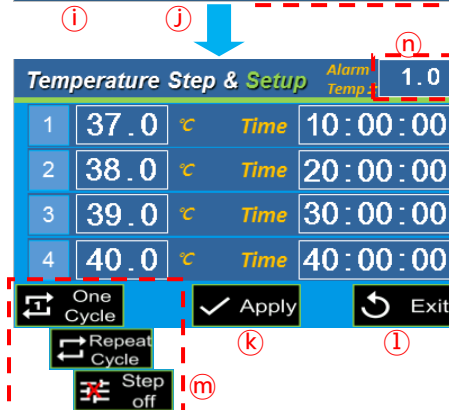 ⓘ ⓙ
ⓝ
Temperature Step & Setup Alarm Temp± 1.0
1 37.0 ℃ Time 10:00:00
2 38.0 ℃ Time 20:00:00
3 39.0 ℃ Time 30:00:00
4 40.0 ℃ Time 40:00:00
One Cycle Apply Exit
ⓚ ⓛ
Repeat Cycle
Step off ⓜ